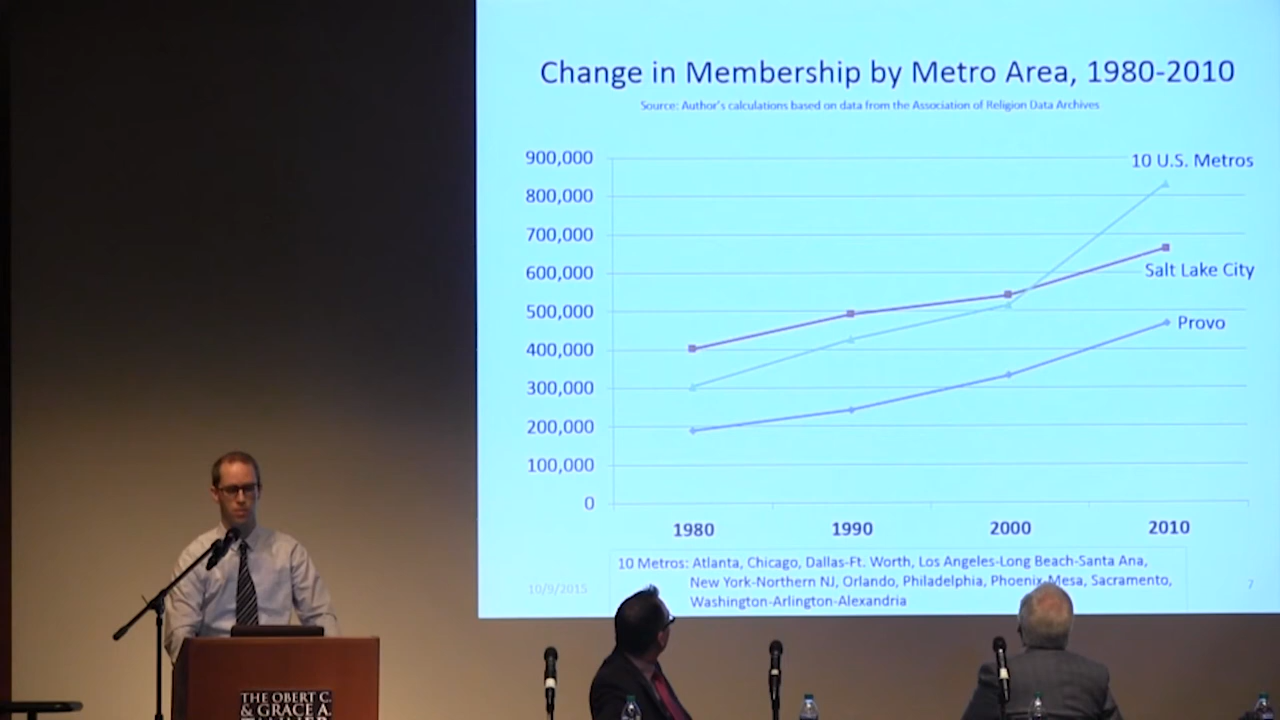 Change in Membership by Metro Area, 1980-2010
Source: Author's calculations based on data from the Association of Religion Data Archives
900,000
800,000
700,000
600,000
500,000
400,000
300,000
200,000
100,000
0
10 U.S. Metros
Salt Lake City
Provo
1980 1990 2000 2010
10 Metros: Atlanta, Chicago, Dallas-Ft. Worth, Los Angeles-Long Beach-Santa Ana,
New York-Northern NJ, Orlando, Philadelphia, Phoenix-Mesa, Sacramento,
Washington-Arlington-Alexandria
10/9/2015
7
THE OBERT C.
& GRACE A.